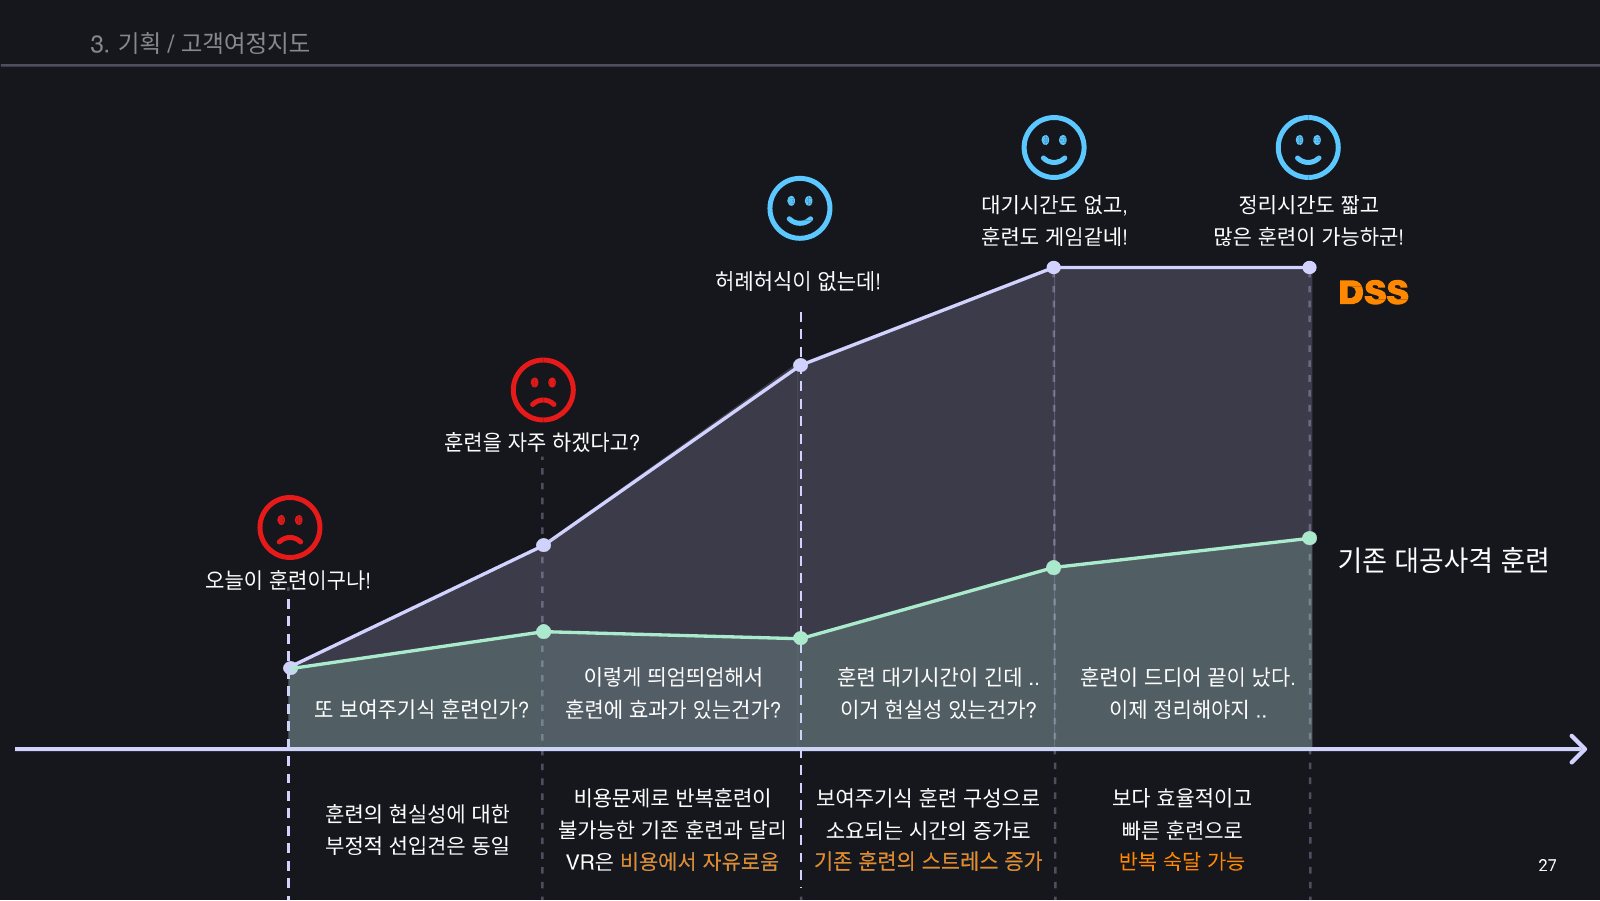 3. 기획 / 고객여정지도
대기시간도 없고,
훈련도 게임같네!
정리시간도 짧고
많은 훈련이 가능하군!
허례허식이 없는데!
DSS
훈련을 자주 하겠다고?
오늘이 훈련이구나!
기존 대공사격 훈련
또 보여주기식 훈련인가?
이렇게 띄엄띄엄해서
훈련에 효과가 있는건가?
훈련 대기시간이 긴데 ..
이거 현실성 있는건가?
훈련이 드디어 끝이 났다.
이제 정리해야지 ..
훈련의 현실성에 대한
부정적 선입견은 동일
비용문제로 반복훈련이
불가능한 기존 훈련과 달리
VR은 비용에서 자유로움
보여주기식 훈련 구성으로
소요되는 시간의 증가로
기존 훈련의 스트레스 증가
보다 효율적이고
빠른 훈련으로
반복 숙달 가능
27